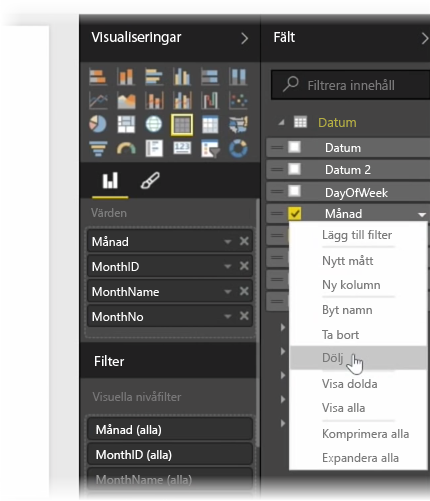 Visualiseringar
Värden
Månad
MonthID
MonthName
MonthNo
Filter
Visuella nivåfilter
Månad (alla)
MonthID (alla)
MonthName (alla)
Fält
Filtrera innehåll
Datum
Datum
Datum 2
DayOfWeek
Månad
Lägg till filter
Nytt mått
Ny kolumn
Byt namn
Ta bort
Dölj
Visa dolda
Visa alla
Komprimera alla
Expandera alla